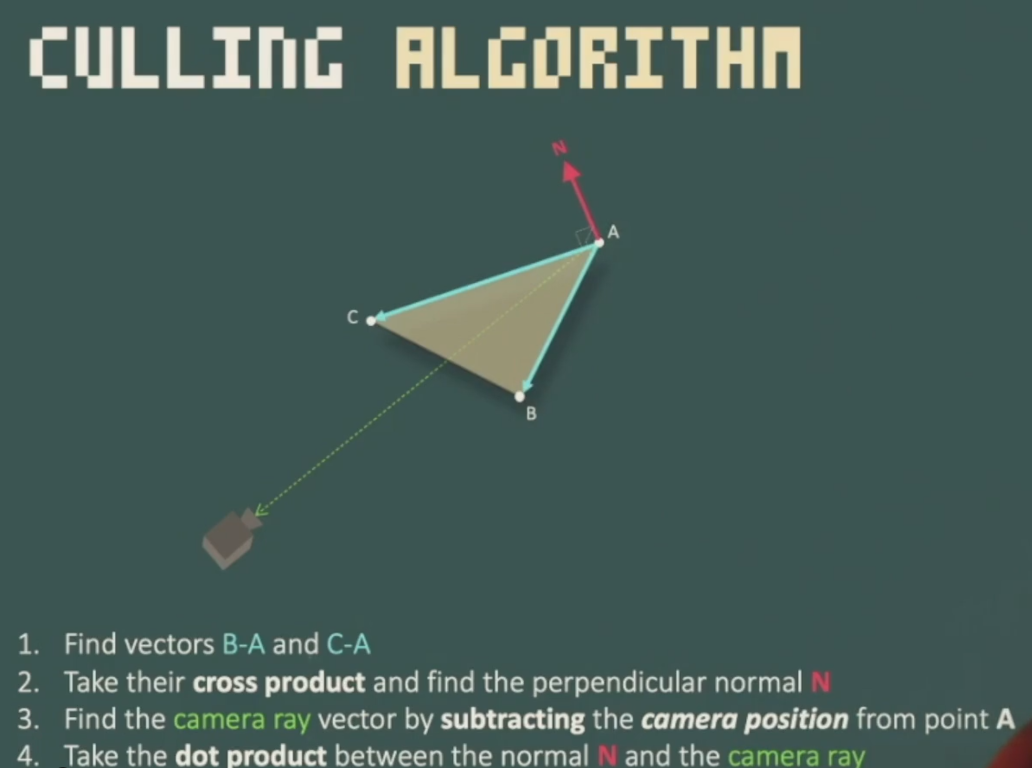 CULLING ALGORITHM
N
A
C
B
1. Find vectors B-A and C-A
2. Take their cross product and find the perpendicular normal N
3. Find the camera ray vector by subtracting the camera position from point A
4. Take the dot product between the normal N and the camera ray